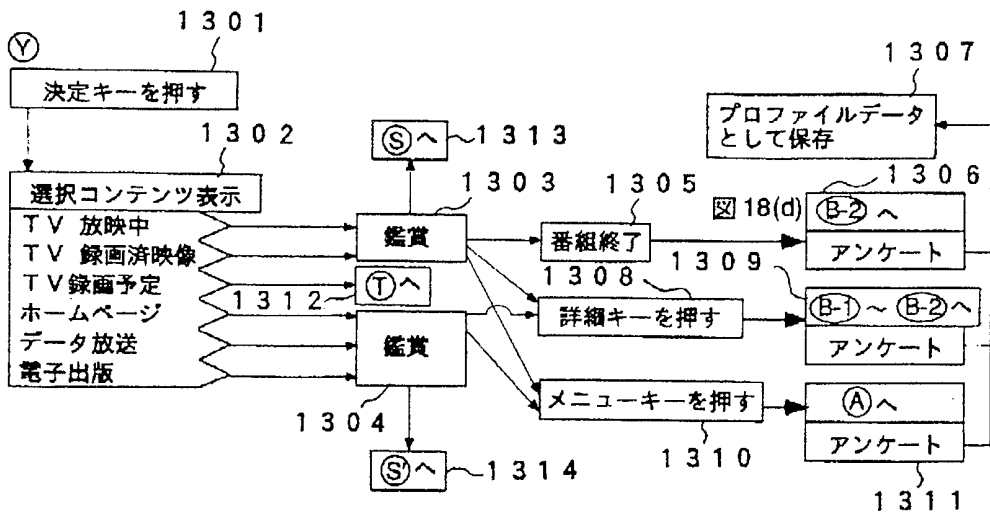 1301
Ⓨ
決定キーを押す
1302
選択コンテンツ表示
TV 放映中
TV 録画済映像
TV録画予定
ホームページ
データ放送
電子出版
Ⓢへ
1313
1303
鑑賞
1312
Ⓣへ
鑑賞
1304
Ⓢ'へ
1314
1305
番組終了
1308
詳細キーを押す
メニューキーを押す
1310
1307
プロファイルデータ
として保存
1306
図 18(d)
B-2 へ
アンケート
1309
B-1 ～ B-2 へ
アンケート
Ⓐへ
アンケート
1311